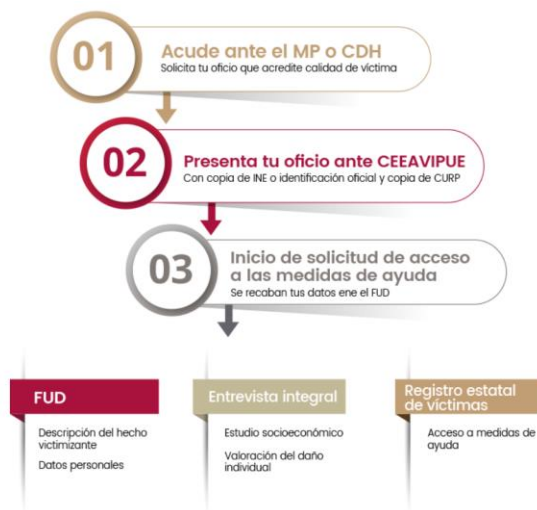 01
Acude ante el MP o CDH
Solicita tu oficio que acredite calidad de víctima
02
Presenta tu oficio ante CEEAVIPUE
Con copia de INE o identificación oficial y copia de CURP
03
Inicio de solicitud de acceso
a las medidas de ayuda
Se recaban tus datos ene el FUD
FUD
Descripción del hecho
victimizante
Datos personales
Entrevista integral
Estudio socioeconómico
Valoración del daño
individual
Registro estatal
de víctimas
Acceso a medidas de
ayuda